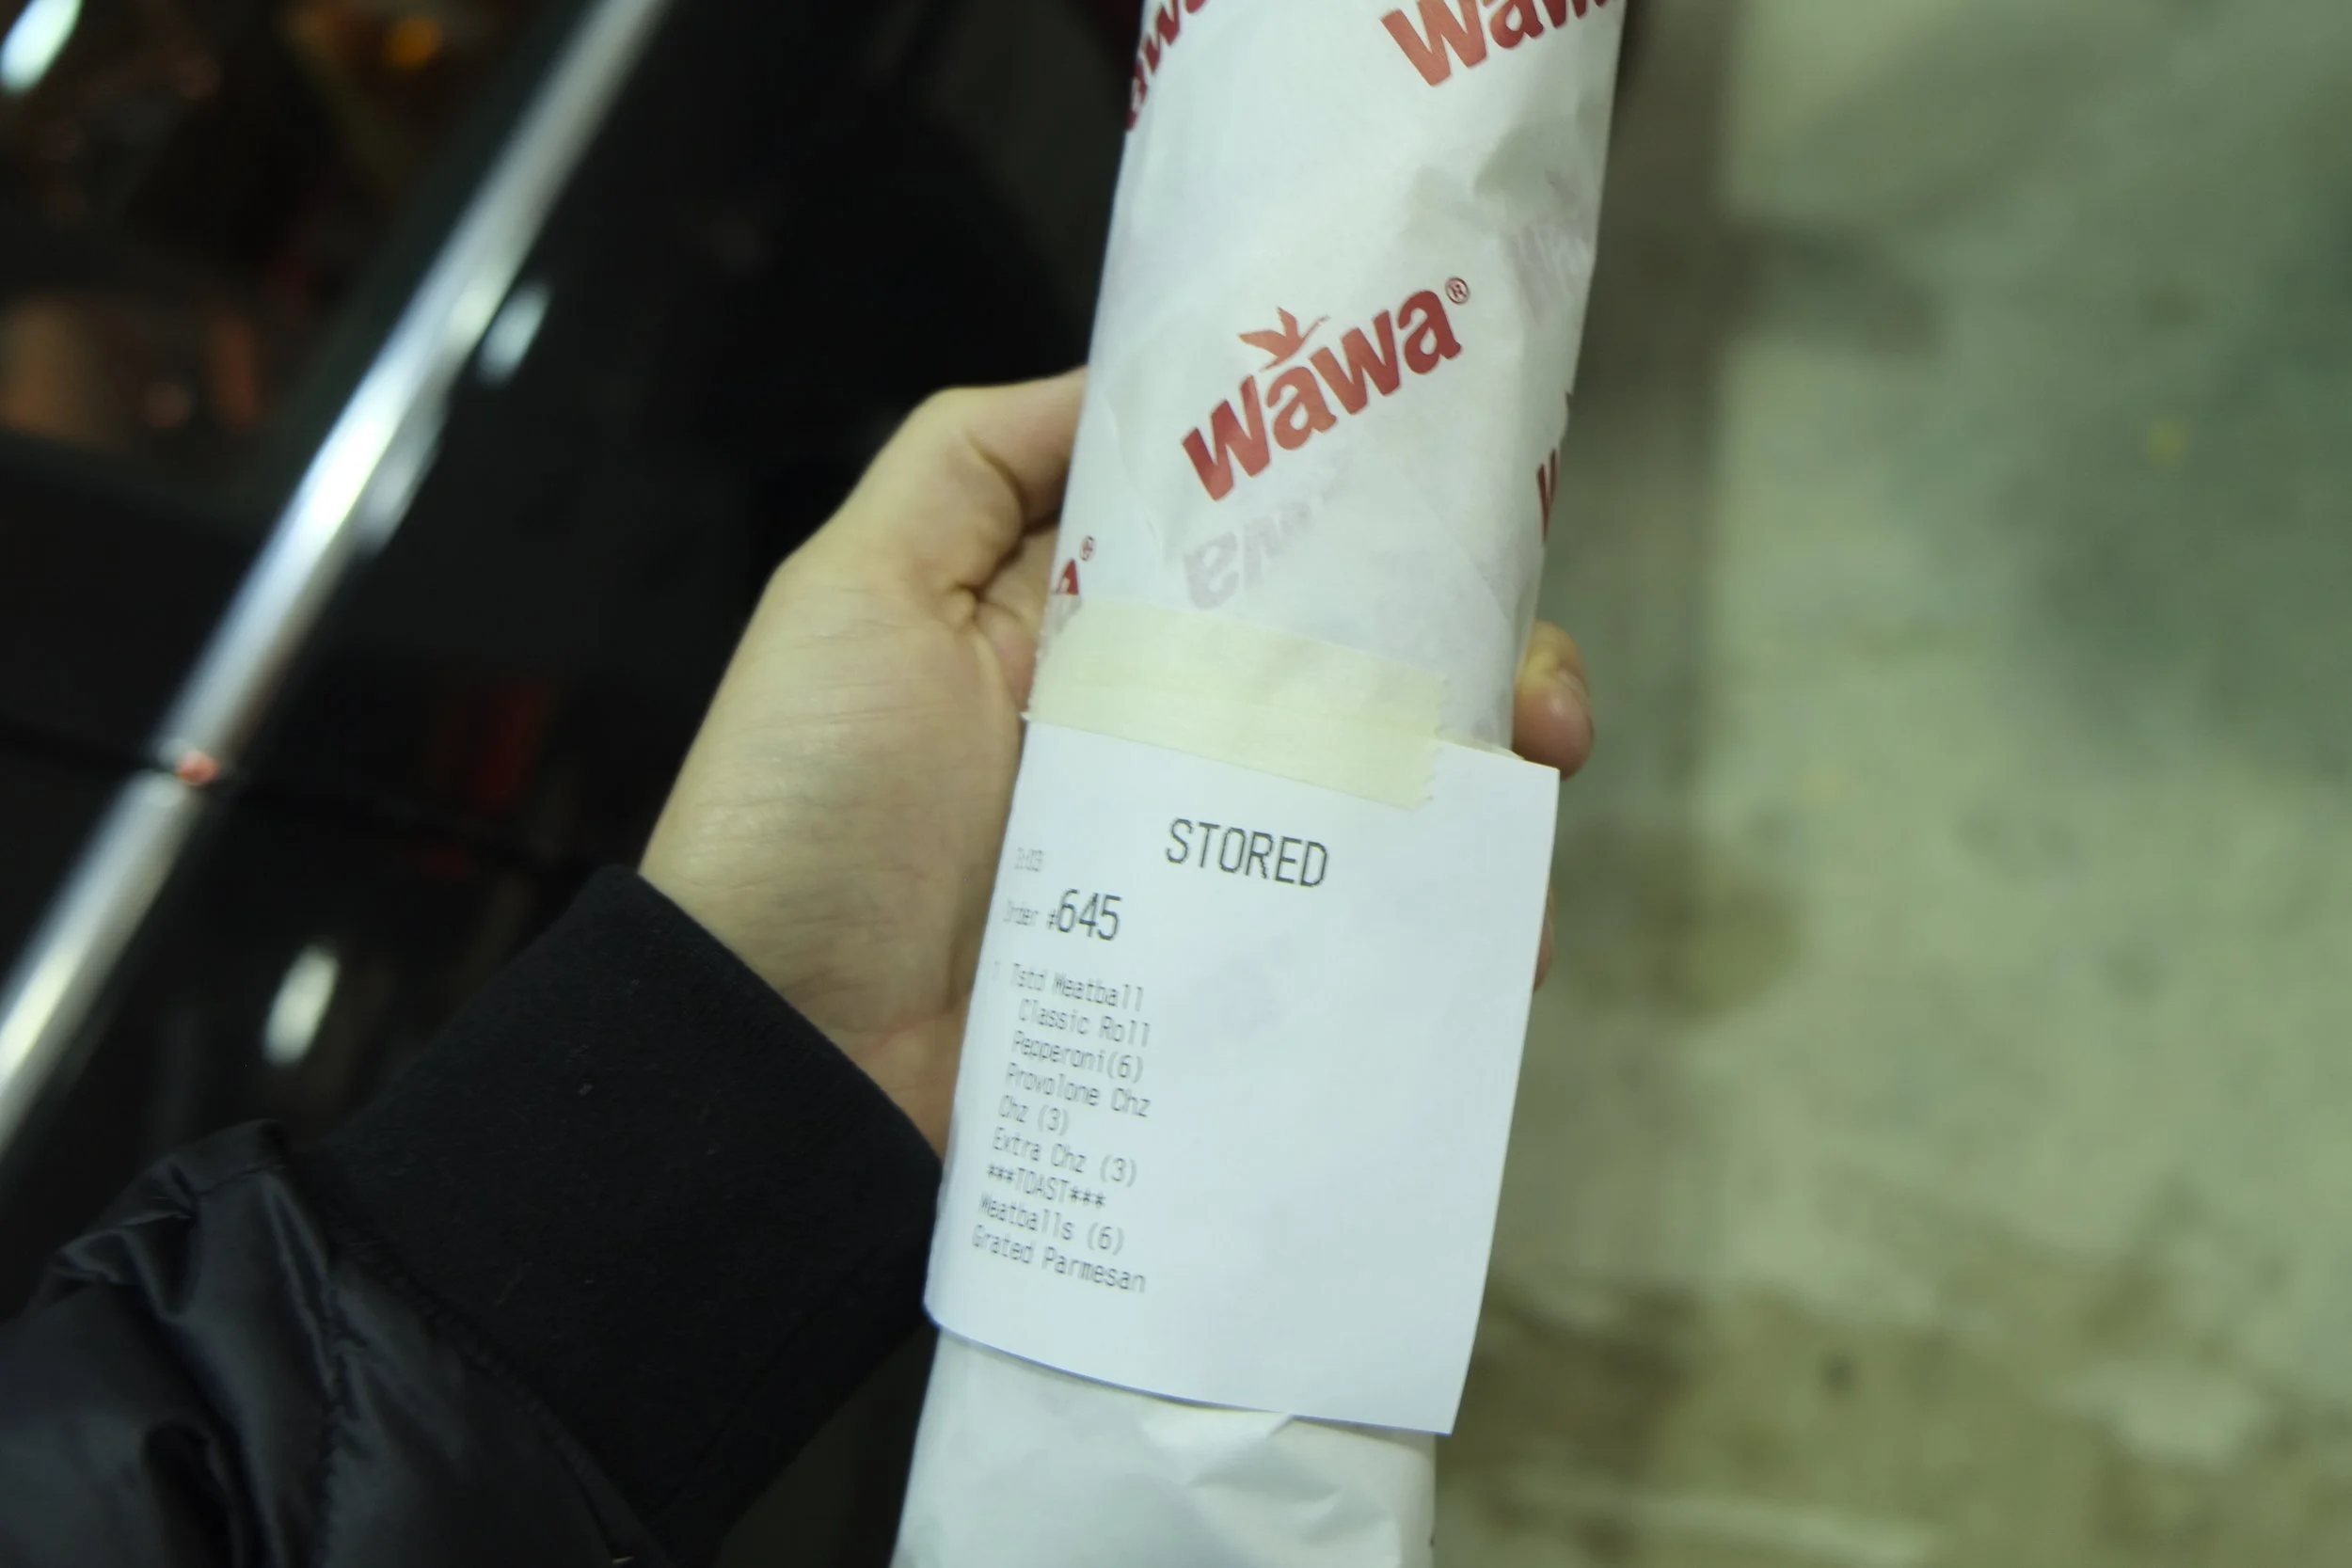 Wawa
Wawa®
STORED
Order #645
1 Tstd Meatball
Classic Roll
Pepperoni(6)
Provolone Chz
Chz (3)
Extra Chz (3)
***TOAST***
Meatballs (6)
Grated Parmesan